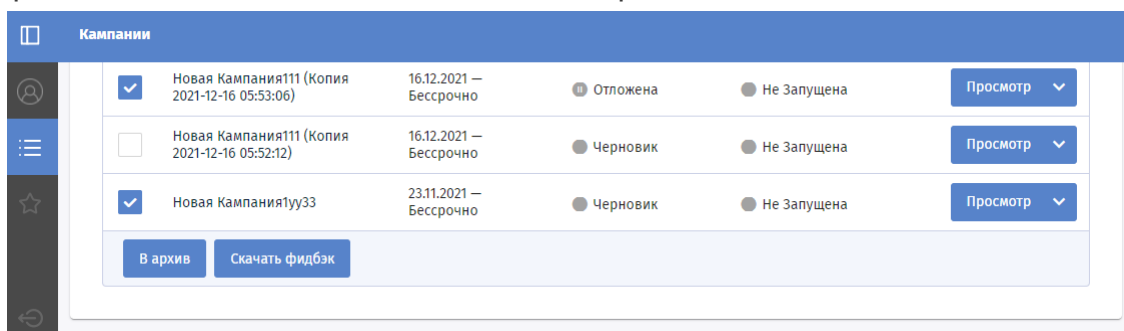 Кампании
Новая Кампания111 (Копия
2021-12-16 05:53:06)
16.12.2021 —
Бессрочно
Отложена
Не Запущена
Просмотр
Новая Кампания111 (Копия
2021-12-16 05:52:12)
16.12.2021 —
Бессрочно
Черновик
Не Запущена
Просмотр
Новая Кампания1уу33
23.11.2021 —
Бессрочно
Черновик
Не Запущена
Просмотр
В архив
Скачать фидбэк